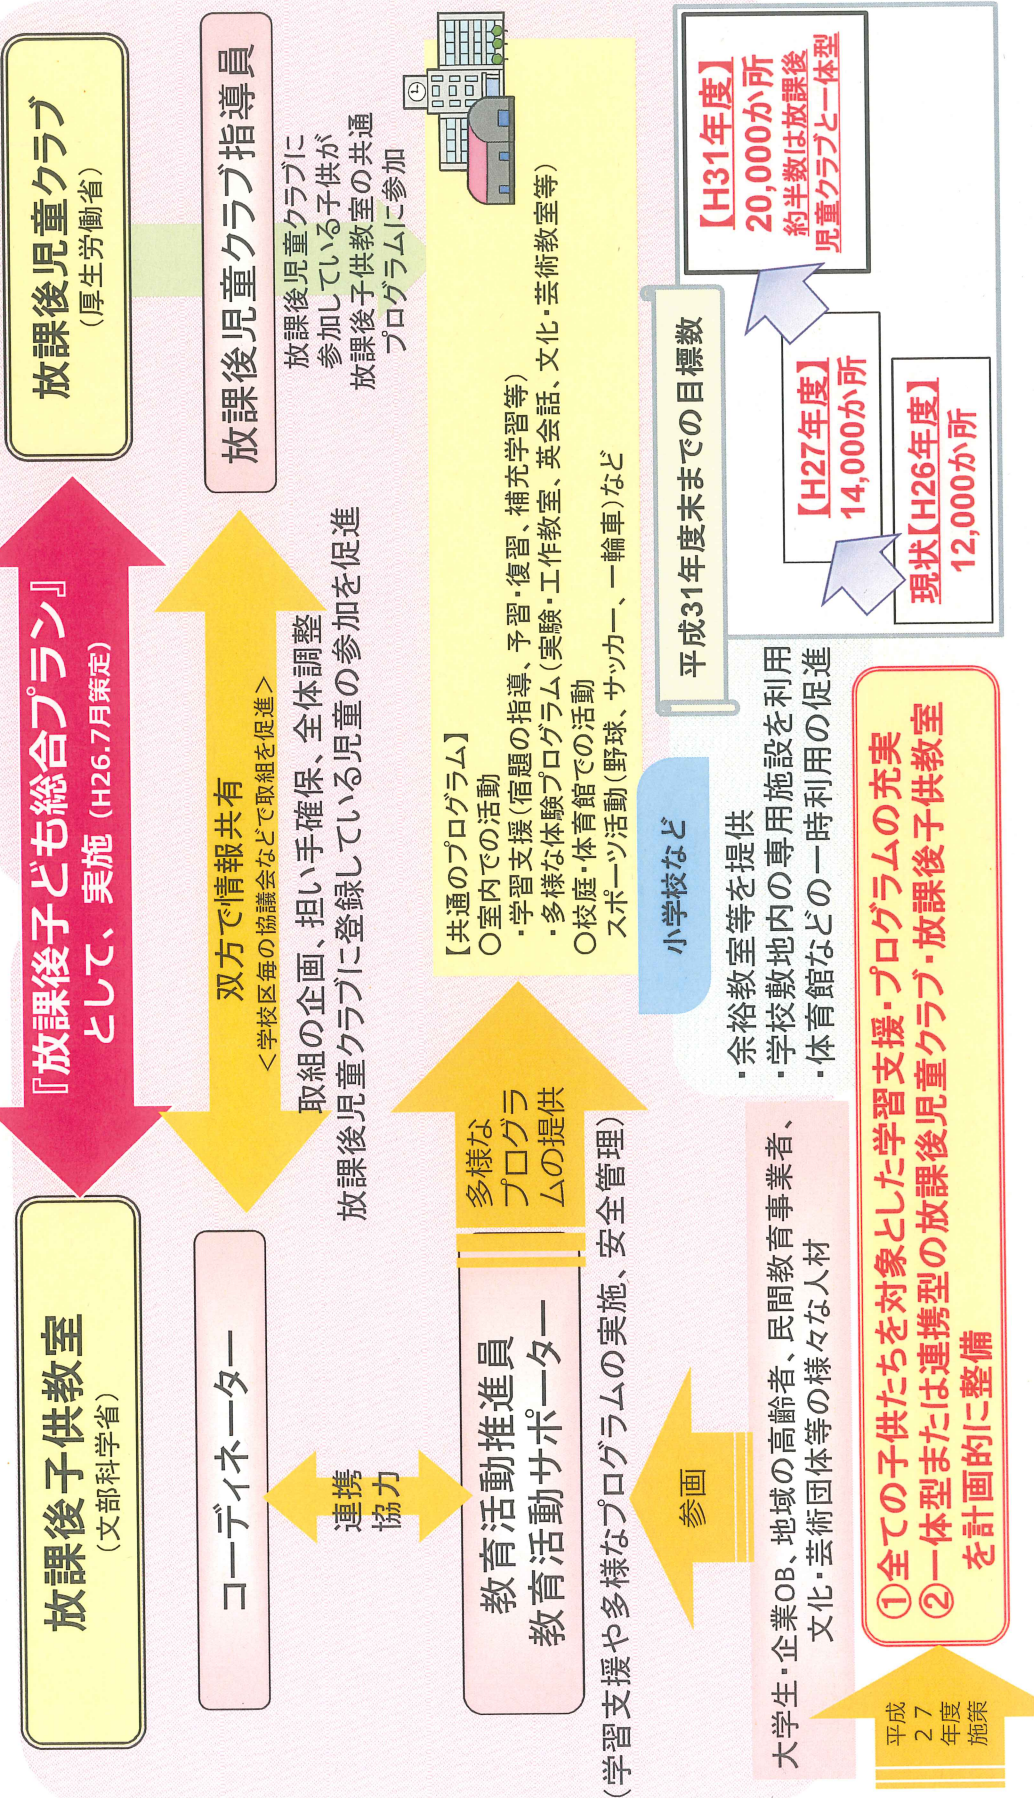 放課後子供教室
（文部科学省）
『放課後子ども総合プラン』
として、実施（H26.7月策定）
放課後児童クラブ
（厚生労働省）
コーディネーター
双方で情報共有
＜学校区毎の協議会などで取組を促進＞
取組の企画、担い手確保、全体調整
放課後児童クラブに登録している児童の参加を促進
放課後児童クラブ指導員
放課後児童クラブに
参加している子供が
放課後子供教室の共通
プログラムに参加
連携
協力
教育活動推進員
教育活動サポーター
（学習支援や多様なプログラムの実施、安全管理）
多様な
プログラ
ムの提供
【共通のプログラム】
〇室内での活動
・学習支援（宿題の指導、予習・復習、補充学習等）
・多様な体験プログラム（実験・工作教室、英会話、文化・芸術教室等）
〇校庭・体育館での活動
スポーツ活動（野球、サッカー、一輪車）など
参画
大学生・企業OB、地域の高齢者、民間教育事業者、
文化・芸術団体等の様々な人材
小学校など
・余裕教室等を提供
・学校敷地内の専用施設を利用
・体育館などの一時利用の促進
平成31年度末までの目標数
【H31年度】
20,000か所
約半数は放課後
児童クラブと一体型
【H27年度】
14,000か所
現状【H26年度】
12,000か所
平成
２７
年度
施策
①全ての子供たちを対象とした学習支援・プログラムの充実
②一体型または連携型の放課後児童クラブ・放課後子供教室
を計画的に整備